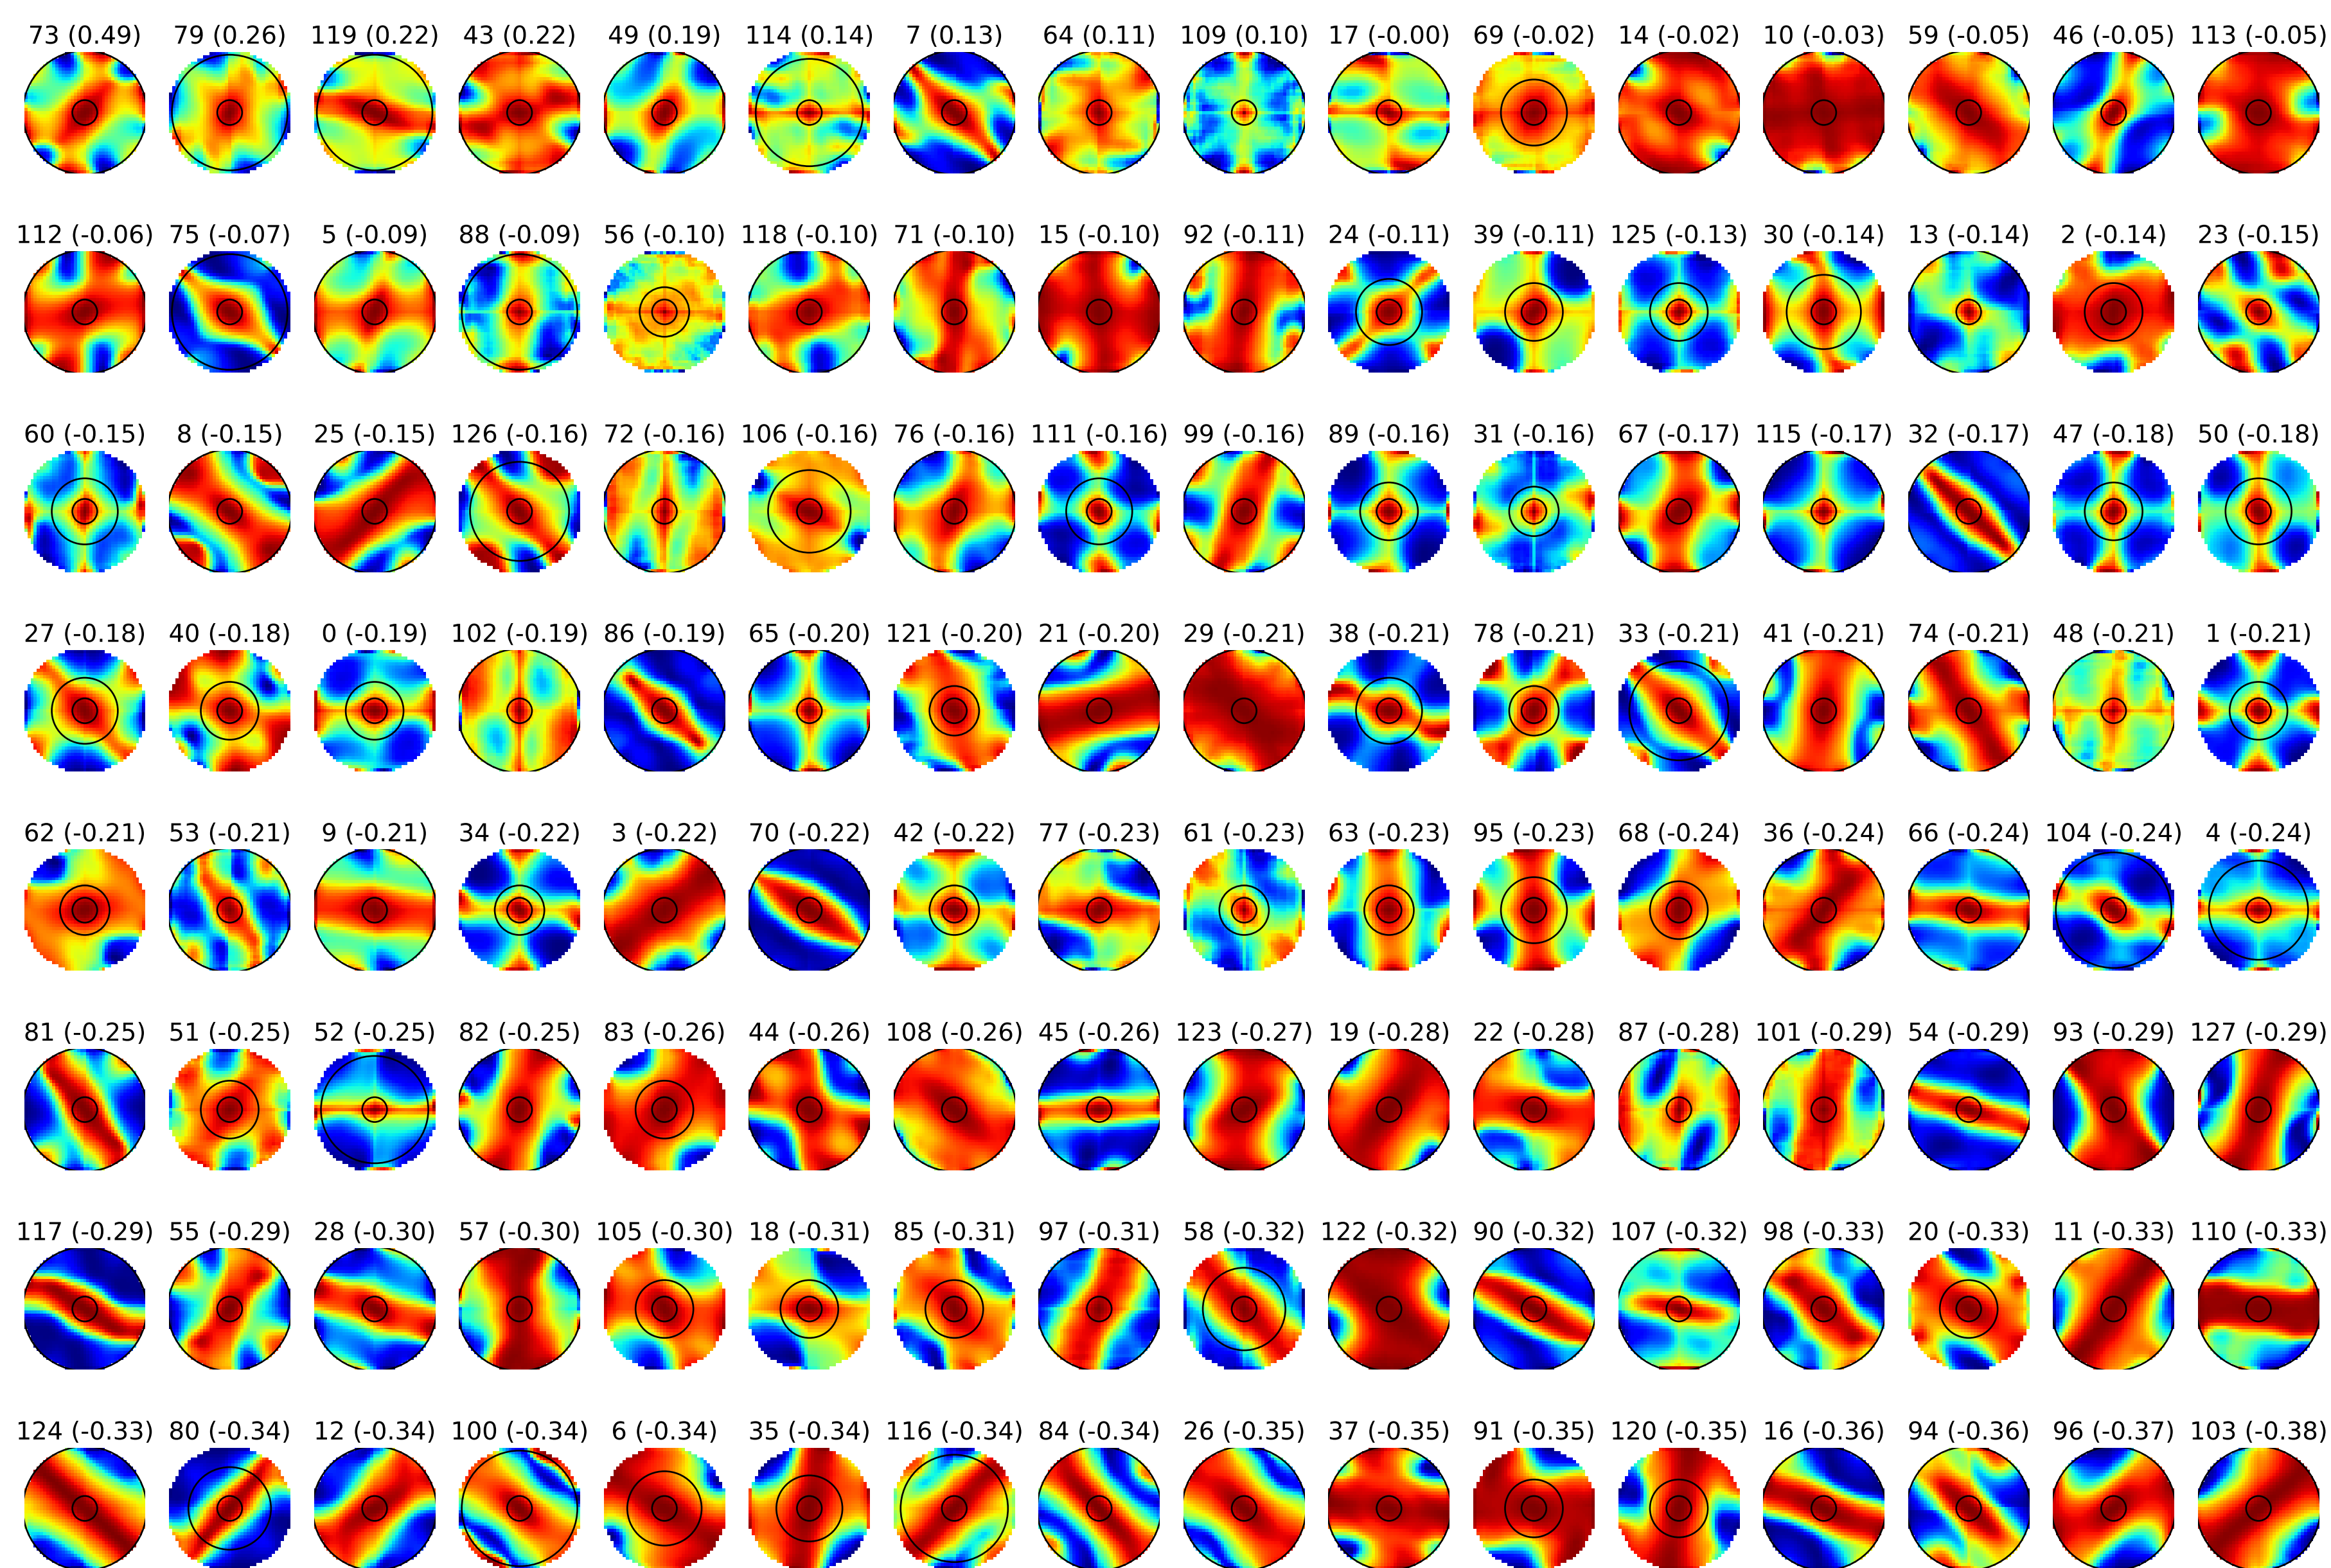 73 (0.49) 79 (0.26) 119 (0.22) 43 (0.22) 49 (0.19) 114 (0.14) 7 (0.13) 64 (0.11) 109 (0.10) 17 (-0.00) 69 (-0.02) 14 (-0.02) 10 (-0.03) 59 (-0.05) 46 (-0.05) 113 (-0.05)
112 (-0.06) 75 (-0.07) 5 (-0.09) 88 (-0.09) 56 (-0.10) 118 (-0.10) 71 (-0.10) 15 (-0.10) 92 (-0.11) 24 (-0.11) 39 (-0.11) 125 (-0.13) 30 (-0.14) 13 (-0.14) 2 (-0.14) 23 (-0.15)
60 (-0.15) 8 (-0.15) 25 (-0.15) 126 (-0.16) 72 (-0.16) 106 (-0.16) 76 (-0.16) 111 (-0.16) 99 (-0.16) 89 (-0.16) 31 (-0.16) 67 (-0.17) 115 (-0.17) 32 (-0.17) 47 (-0.18) 50 (-0.18)
27 (-0.18) 40 (-0.18) 0 (-0.19) 102 (-0.19) 86 (-0.19) 65 (-0.20) 121 (-0.20) 21 (-0.20) 29 (-0.21) 38 (-0.21) 78 (-0.21) 33 (-0.21) 41 (-0.21) 74 (-0.21) 48 (-0.21) 1 (-0.21)
62 (-0.21) 53 (-0.21) 9 (-0.21) 34 (-0.22) 3 (-0.22) 70 (-0.22) 42 (-0.22) 77 (-0.23) 61 (-0.23) 63 (-0.23) 95 (-0.23) 68 (-0.24) 36 (-0.24) 66 (-0.24) 104 (-0.24) 4 (-0.24)
81 (-0.25) 51 (-0.25) 52 (-0.25) 82 (-0.25) 83 (-0.26) 44 (-0.26) 108 (-0.26) 45 (-0.26) 123 (-0.27) 19 (-0.28) 22 (-0.28) 87 (-0.28) 101 (-0.29) 54 (-0.29) 93 (-0.29) 127 (-0.29)
117 (-0.29) 55 (-0.29) 28 (-0.30) 57 (-0.30) 105 (-0.30) 18 (-0.31) 85 (-0.31) 97 (-0.31) 58 (-0.32) 122 (-0.32) 90 (-0.32) 107 (-0.32) 98 (-0.33) 20 (-0.33) 11 (-0.33) 110 (-0.33)
124 (-0.33) 80 (-0.34) 12 (-0.34) 100 (-0.34) 6 (-0.34) 35 (-0.34) 116 (-0.34) 84 (-0.34) 26 (-0.35) 37 (-0.35) 91 (-0.35) 120 (-0.35) 16 (-0.36) 94 (-0.36) 96 (-0.37) 103 (-0.38)